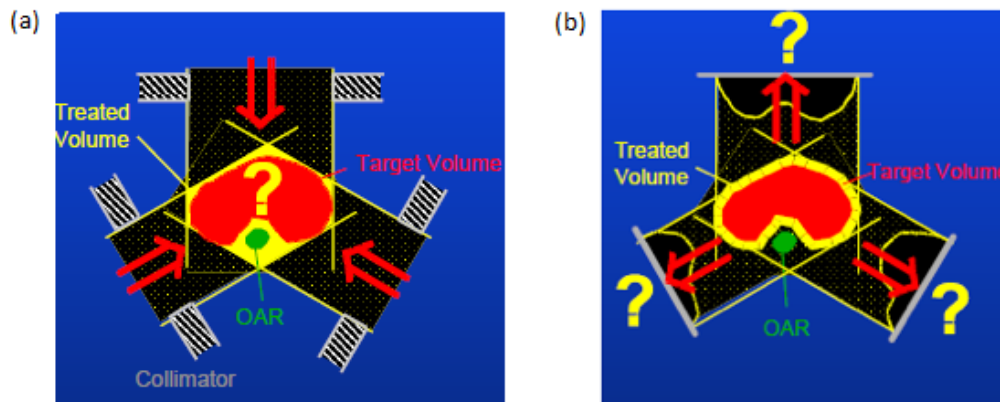 (a)
Treated
Volume
Target Volume
?
OAR
Collimator
(b)
?
Treated
Volume
Target Volume
?
?
OAR